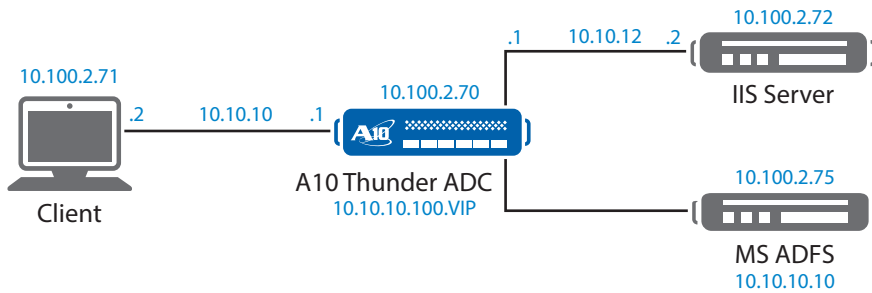 10.100.2.71
.2
10.10.10
.1
Client
10.100.2.70
A10
A10 Thunder ADC
10.10.10.100.VIP
.1
10.10.12
.2
10.100.2.72
IIS Server
10.100.2.75
MS ADFS
10.10.10.10